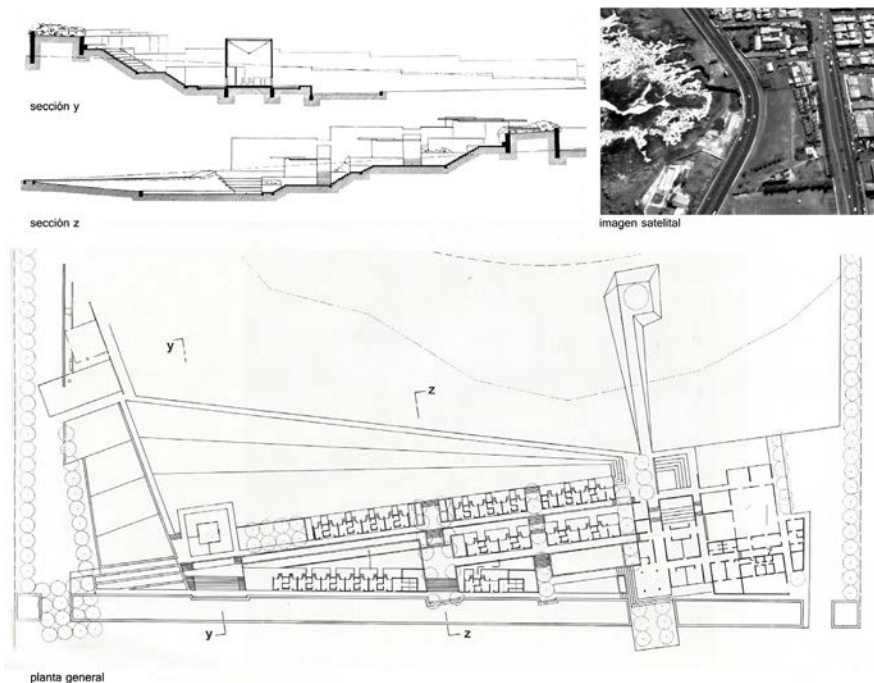 sección y
sección z
imagen satelital
y
z
y
z
planta general